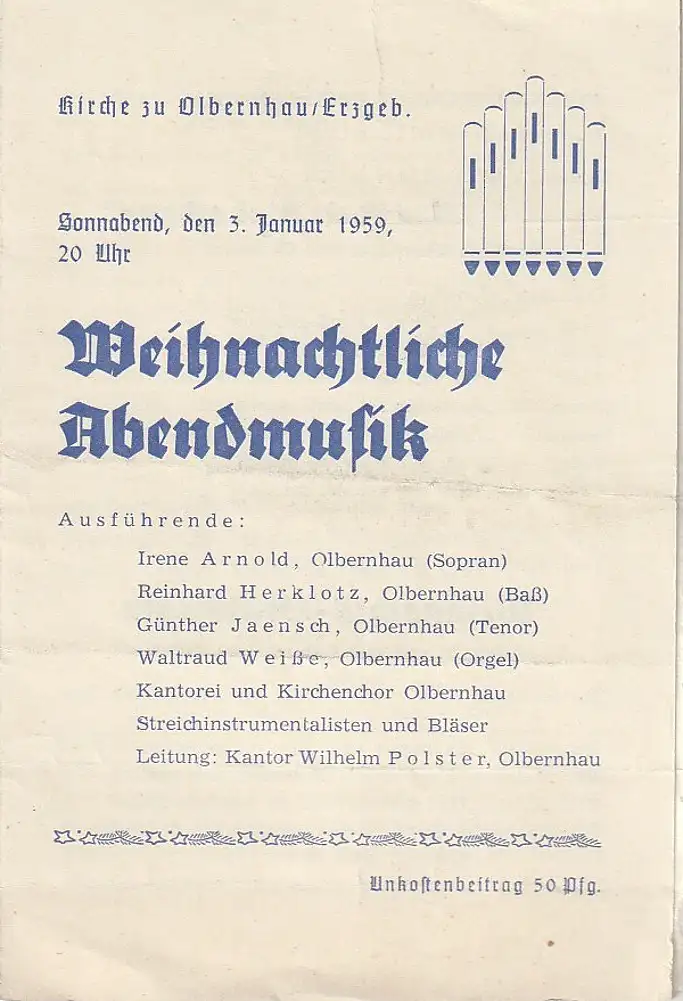 Kirche zu Olbernhau/Erzgeb.
Sonnabend, den 3. Januar 1959,
20 Uhr
Weihnachtliche
Abendmusik
Ausführende:
Irene Arnold, Olbernhau (Sopran)
Reinhard Herklotz, Olbernhau (Baß)
Günther Jaensch, Olbernhau (Tenor)
Waltraud Weiße, Olbernhau (Orgel)
Kantorei und Kirchenchor Olbernhau
Streichinstrumentalisten und Bläser
Leitung: Kantor Wilhelm Polster, Olbernhau
Unkostenbeitrag 50 Pfg.